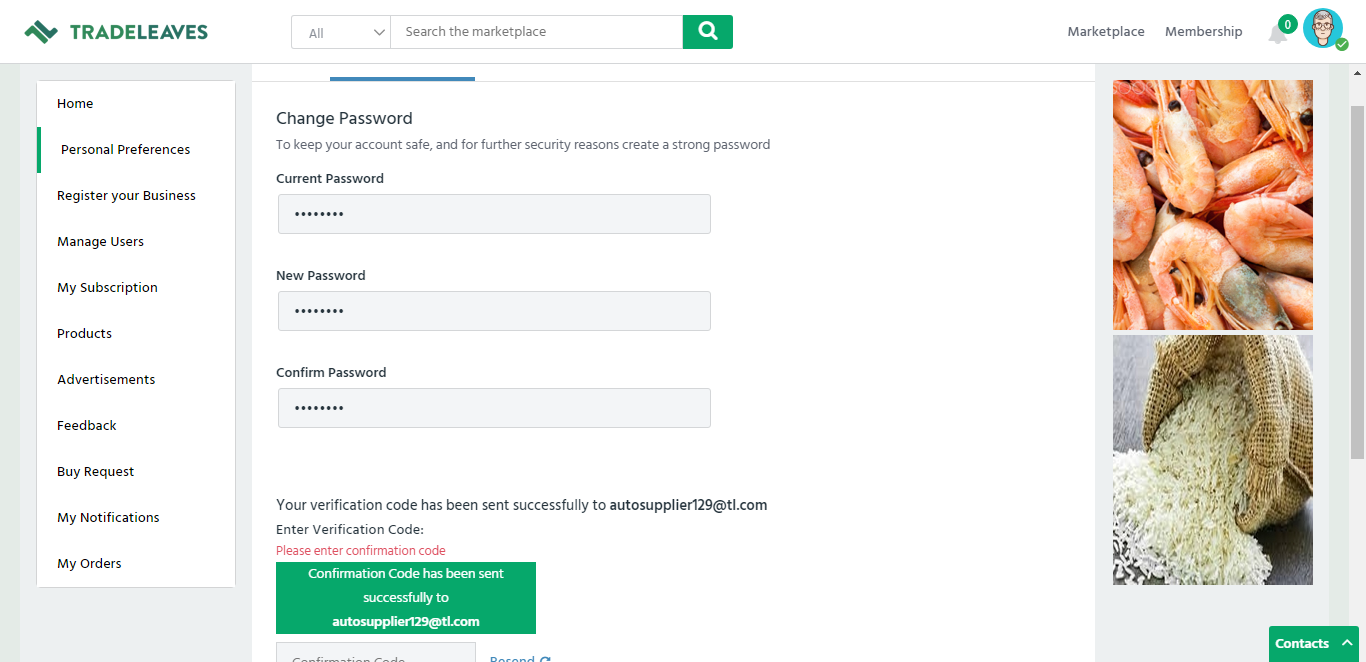 TRADELEAVES
All
Search the marketplace
Marketplace
Membership
0
Home
Personal Preferences
Register your Business
Manage Users
My Subscription
Products
Advertisements
Feedback
Buy Request
My Notifications
My Orders
Change Password
To keep your account safe, and for further security reasons create a strong password
Current Password
••••••••
New Password
••••••••
Confirm Password
••••••••
Your verification code has been sent successfully to autosupplier129@tl.com
Enter Verification Code:
Please enter confirmation code
Confirmation Code has been sent
successfully to
autosupplier129@tl.com
Confirmation Code
Resend
Contacts